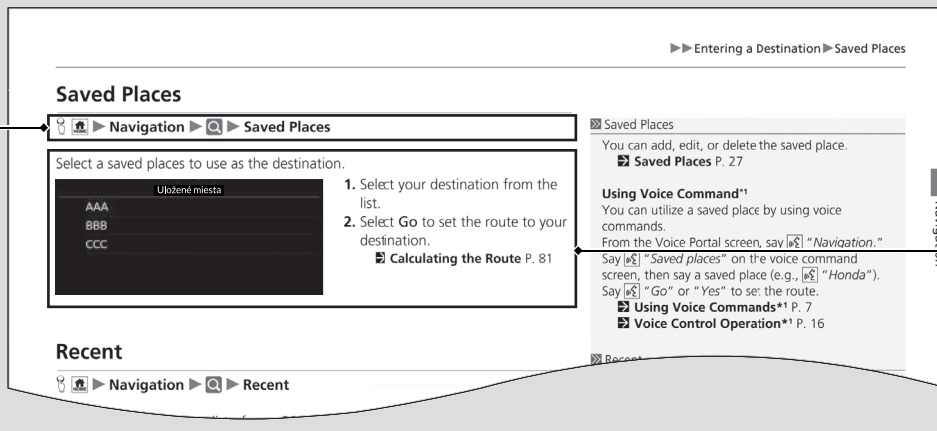 Entering a Destination Saved Places
Saved Places
Navigation Saved Places
Select a saved places to use as the destination.
Uložené miesta
AAA
BBB
CCC
1. Select your destination from the
list.
2. Select Go to set the route to your
destination.
Calculating the Route P. 81
Recent
Navigation Recent
Saved Places
You can add, edit, or delete the saved place.
Saved Places P. 27
Using Voice Command*1
You can utilize a saved place by using voice
commands.
From the Voice Portal screen, say "Navigation."
Say "Saved places" on the voice command
screen, then say a saved place (e.g., "Honda").
Say "Go" or "Yes" to set the route.
Using Voice Commands*1 P. 7
Voice Control Operation*1 P. 16
Recent